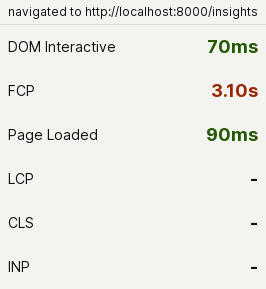 navigated to http://localhost:8000/insights
DOM Interactive 70ms
FCP 3.10s
Page Loaded 90ms
LCP -
CLS -
INP -